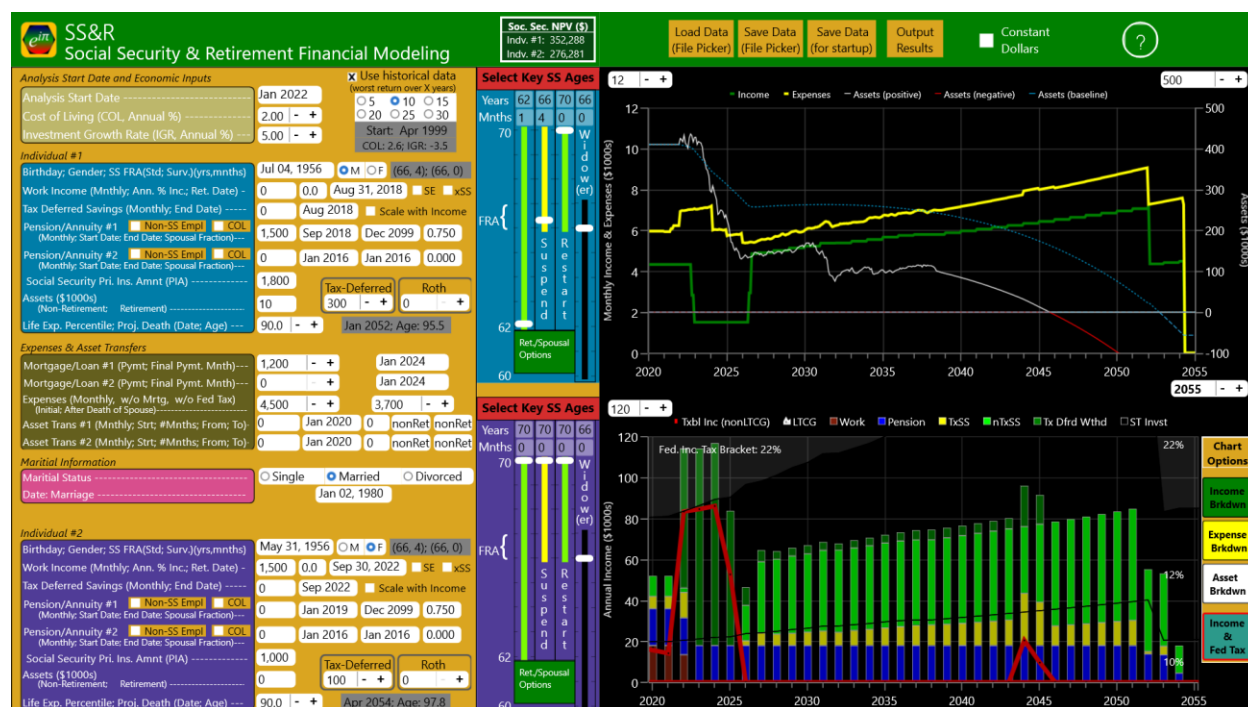 SS&R
Social Security & Retirement Financial Modeling
Soc. Sec. NPV ($)
Indv. #1: 352,288
Indv. #2: 276,281
Load Data (File Picker)
Save Data (File Picker)
Save Data (for startup)
Output Results
Constant Dollars
?
Analysis Start Date and Economic Inputs
x Use historical data
(worst return over X years)
Analysis Start Date Jan 2022
5 10 15
Cost of Living (COL, Annual %) 2.00 - +
20 25 30
Investment Growth Rate (IGR, Annual %) 5.00 - +
Start: Apr 1999
COL: 2.6; IGR: -3.5
Individual #1
Birthday; Gender; SS FRA(Std; Surv.)(yrs,mnths) Jul 04, 1956 M F (66, 4); (66, 0)
Work Income (Mnthly; Ann. % Inc.; Ret. Date) - 0 0.0 Aug 31, 2018 SE xSS
Tax Deferred Savings (Monthly; End Date) 0 Aug 2018 Scale with Income
Pension/Annuity #1 Non-SS Empl COL
(Monthly; Start Date; End Date; Spousal Fraction)--- 1,500 Sep 2018 Dec 2099 0.750
Pension/Annuity #2 Non-SS Empl COL
(Monthly; Start Date; End Date; Spousal Fraction)--- 0 Jan 2016 Jan 2016 0.000
Social Security Pri. Ins. Amnt (PIA) 1,800
Assets ($1000s)
(Non-Retirement; Retirement) 10
Tax-Deferred 300 - +
Roth 0 - +
Life Exp. Percentile; Proj. Death (Date; Age) 90.0 - + Jan 2052; Age: 95.5
Expenses & Asset Transfers
Mortgage/Loan #1 (Pymt; Final Pymt. Mnth)--- 1,200 - + Jan 2024
Mortgage/Loan #2 (Pymt; Final Pymt. Mnth)--- 0 - + Jan 2024
Expenses (Monthly, w/o Mrtg, w/o Fed Tax)
(Initial; After Death of Spouse) 4,500 - + 3,700 - +
Asset Trans #1 (Mnthly; Strt; #Mnths; From; To)- 0 Jan 2020 0 nonRet nonRet
Asset Trans #2 (Mnthly; Strt; #Mnths; From; To)- 0 Jan 2020 0 nonRet nonRet
Maritial Information
Maritial Status Single Married Divorced
Date: Marriage Jan 02, 1980
Individual #2
Birthday; Gender; SS FRA(Std; Surv.)(yrs,mnths) May 31, 1956 M F (66, 4); (66, 0)
Work Income (Mnthly; Ann. % Inc.; Ret. Date) - 1,500 0.0 Sep 30, 2022 SE xSS
Tax Deferred Savings (Monthly; End Date) 0 Sep 2022 Scale with Income
Pension/Annuity #1 Non-SS Empl COL
(Monthly; Start Date; End Date; Spousal Fraction)--- 0 Jan 2019 Dec 2099 0.750
Pension/Annuity #2 Non-SS Empl COL
(Monthly; Start Date; End Date; Spousal Fraction)--- 0 Jan 2016 Jan 2016 0.000
Social Security Pri. Ins. Amnt (PIA) 1,000
Assets ($1000s)
(Non-Retirement; Retirement) 0
Tax-Deferred 100 - +
Roth 0 - +
Life Exp. Percentile; Proj. Death (Date; Age) 90.0 - + Apr 2054; Age: 97.8
Select Key SS Ages
Years 62 66 70 66
Mnths 1 4 0 0
70
FRA {
62
60
Suspend
Restart
Widow(er)
Ret./Spousal Options
Select Key SS Ages
Years 70 70 70 66
Mnths 0 0 0 0
70
FRA {
62
60
Suspend
Restart
Widow(er)
Ret./Spousal Options
12 - +
500 - +
Income Expenses Assets (positive) Assets (negative) Assets (baseline)
Monthly Income & Expenses ($1000s)
12 10 8 6 4 2 0
500 400 300 200 100 0 -100
Assets ($1000s)
2020 2025 2030 2035 2040 2045 2050 2055
2055 - +
120 - +
Txbl Inc (nonLTCG) LTCG Work Pension TxSS nTxSS Tx Dfrd Wthd ST Invst
Fed. Inc. Tax Bracket: 22%
22%
12%
10%
Annual Income ($1000s)
120 100 80 60 40 20 0
2020 2025 2030 2035 2040 2045 2050 2055
Chart Options
Income Brkdwn
Expense Brkdwn
Asset Brkdwn
Income & Fed Tax